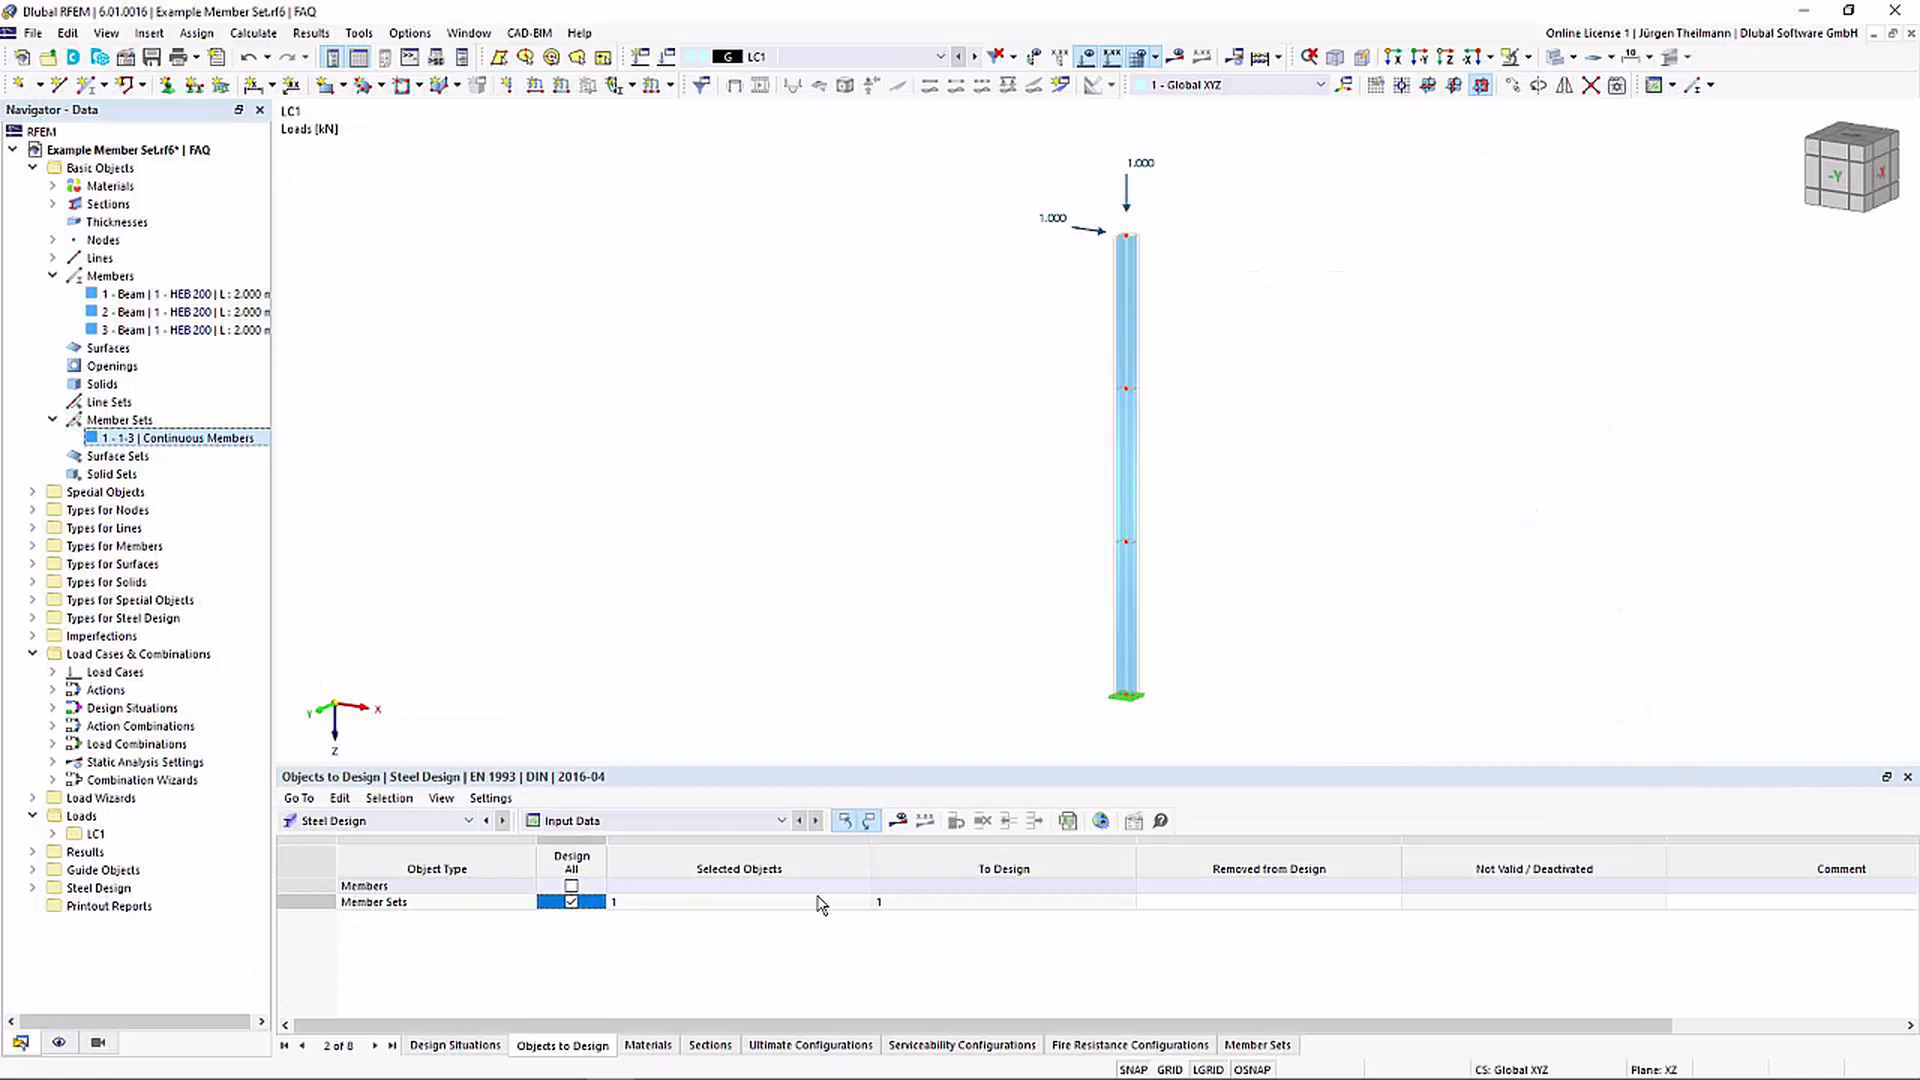 Dlubal RFEM | 6.01.0016 | Example Member Set.rf6* | FAQ
File Edit View Insert Assign Calculate Results Tools Options Window CAD-BIM Help
Online License 1 | Jürgen Theilmann | Dlubal Software GmbH
G LC1
1 - Global XYZ
Navigator - Data
RFEM
Example Member Set.rf6* | FAQ
Basic Objects
Materials
Sections
Thicknesses
Nodes
Lines
Members
1 - Beam | 1 - HEB 200 | L : 2.000 m
2 - Beam | 1 - HEB 200 | L : 2.000 m
3 - Beam | 1 - HEB 200 | L : 2.000 m
Surfaces
Openings
Solids
Line Sets
Member Sets
1 - 1-3 | Continuous Members
Surface Sets
Solid Sets
Special Objects
Types for Nodes
Types for Lines
Types for Members
Types for Surfaces
Types for Solids
Types for Special Objects
Types for Steel Design
Imperfections
Load Cases & Combinations
Load Cases
Actions
Design Situations
Action Combinations
Load Combinations
Static Analysis Settings
Combination Wizards
Load Wizards
Loads
LC1
Results
Guide Objects
Steel Design
Printout Reports
LC1
Loads [kN]
1.000
1.000
-Y -X
Y X
Z
Objects to Design | Steel Design | EN 1993 | DIN | 2016-04
Go To Edit Selection View Settings
Steel Design Input Data
Object Type Design All Selected Objects To Design Removed from Design Not Valid / Deactivated Comment
Members
Member Sets 1 1
2 of 8 Design Situations Objects to Design Materials Sections Ultimate Configurations Serviceability Configurations Fire Resistance Configurations Member Sets
SNAP GRID LGRID OSNAP CS: Global XYZ Plane: XZ